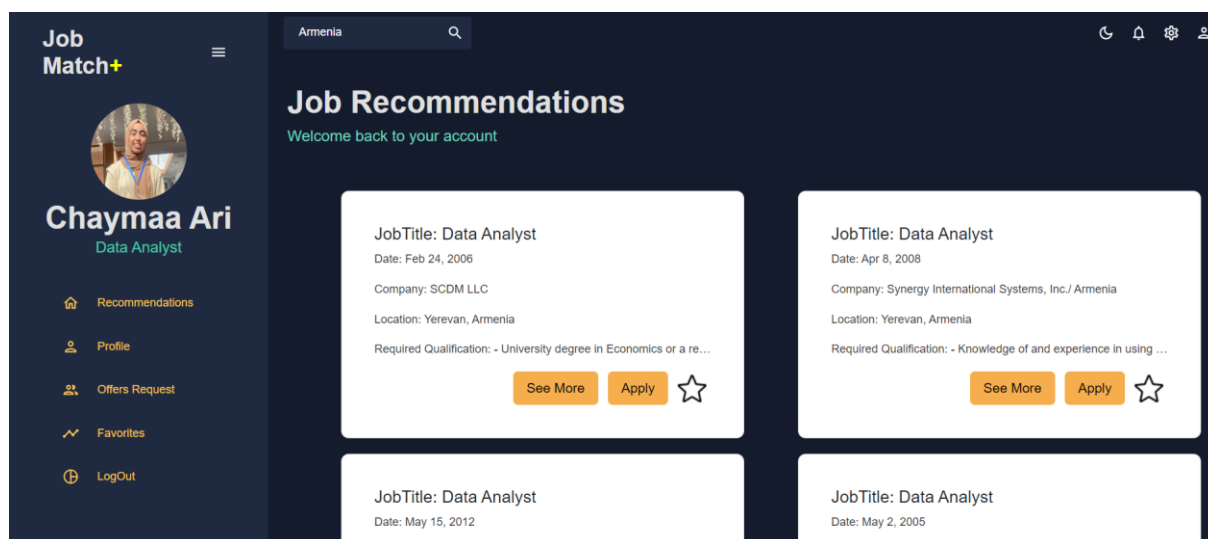 Job
Match+
Chaymaa Ari
Data Analyst
Recommendations
Profile
Offers Request
Favorites
LogOut
Armenia
Job Recommendations
Welcome back to your account
JobTitle: Data Analyst
Date: Feb 24, 2006
Company: SCDM LLC
Location: Yerevan, Armenia
Required Qualification: - University degree in Economics or a re…
See More
Apply
JobTitle: Data Analyst
Date: Apr 8, 2008
Company: Synergy International Systems, Inc./ Armenia
Location: Yerevan, Armenia
Required Qualification: - Knowledge of and experience in using …
See More
Apply
JobTitle: Data Analyst
Date: May 15, 2012
JobTitle: Data Analyst
Date: May 2, 2005